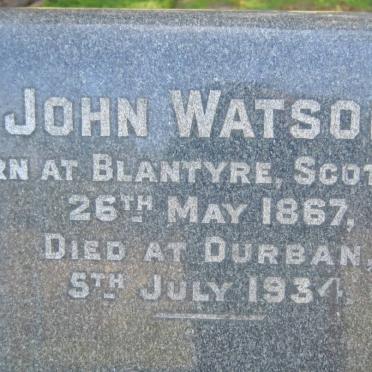 JOHN WATSO
RN AT BLANTYRE, SCOT
26TH MAY 1867,
DIED AT DURBAN,
5TH JULY 1934.